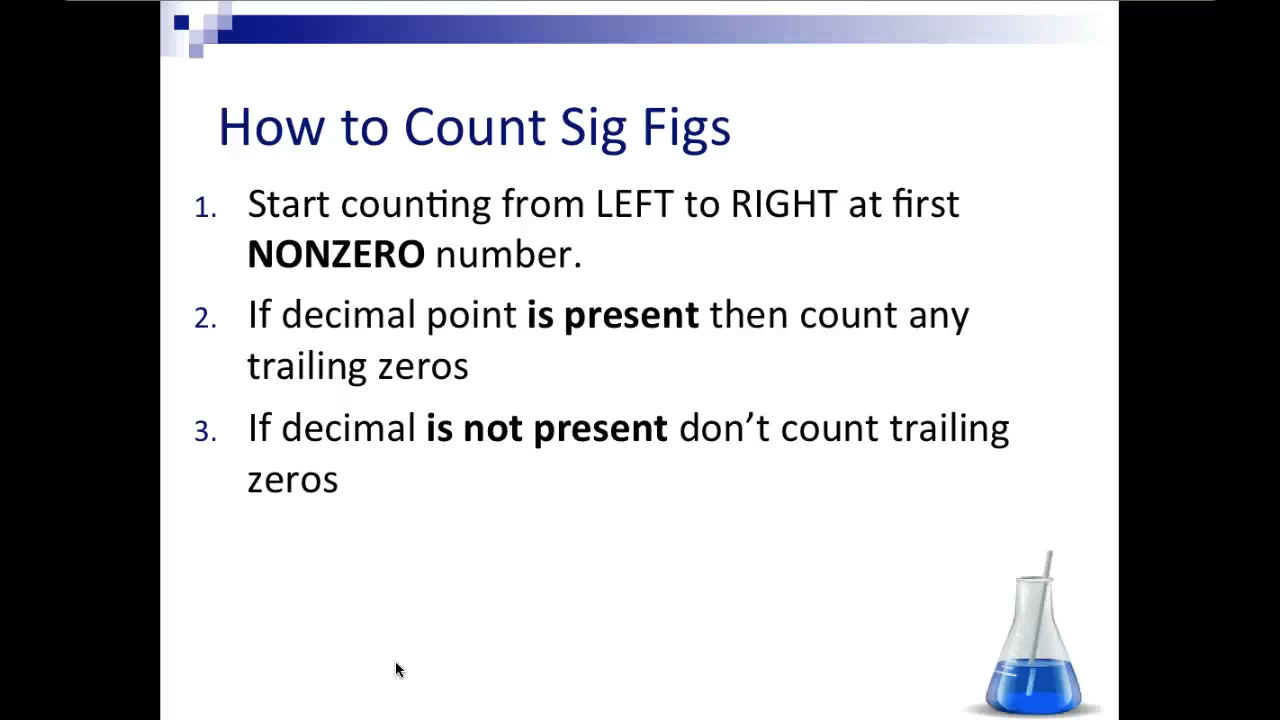 How to Count Sig Figs
1. Start counting from LEFT to RIGHT at first
NONZERO number.
2. If decimal point is present then count any
trailing zeros
3. If decimal is not present don’t count trailing
zeros